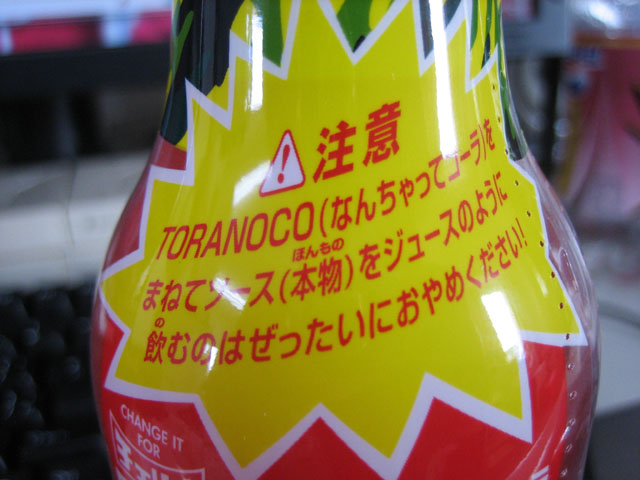 注意
TORANOCO(なんちゃってコーラ)を
まねてソース(本物)をジュースのように
ほんもの
飲むのはぜったいにおやめください!
の
CHANGE IT
FOR